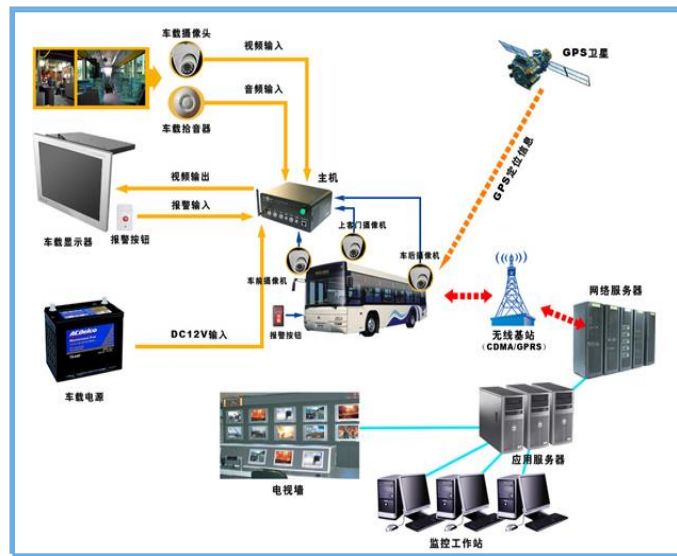 车载摄像头
视频输入
GPS卫星
音频输入
车载拾音器
GPS定位信息
主机
视频输出
报警输入
车载显示器
报警按钮
上客门摄像机
车前摄像机
车后摄像机
网络服务器
ACDelco
DC12V输入
报警按钮
无线基站
(CDMA/GPRS)
车载电源
应用服务器
电视墙
监控工作站